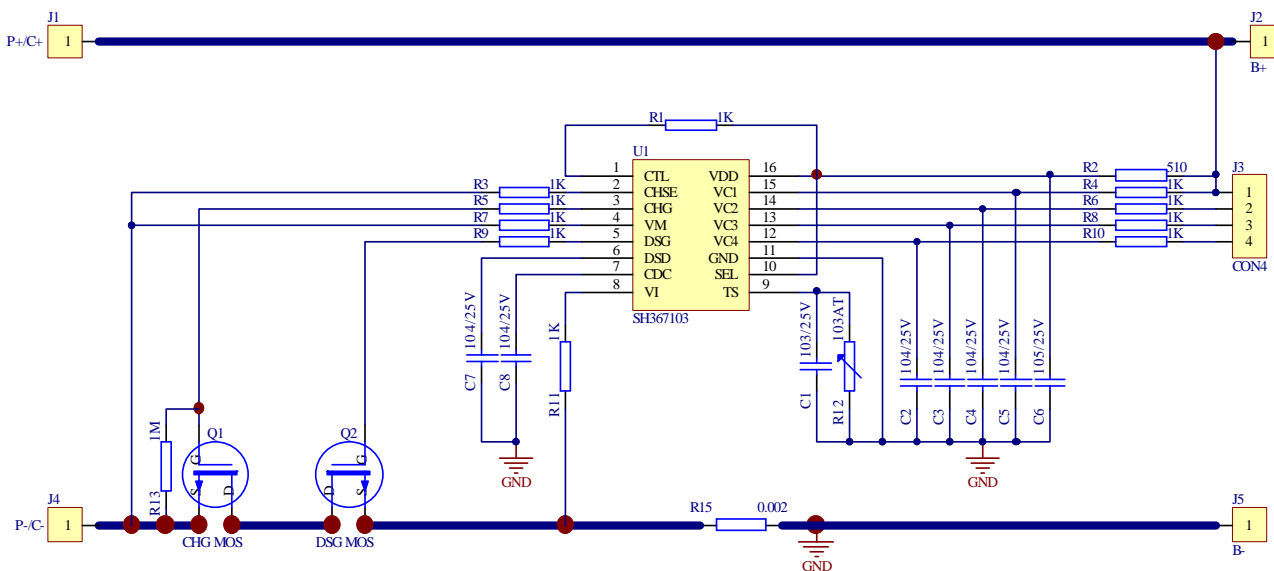 J1
J2
P+/C+
1
1
B+
R1
1K
U1
1
CTL
VDD
16
R2
510
J3
2
CHSE
VC1
15
R3
1K
R4
1K
1
3
CHG
VC2
14
R5
1K
R6
1K
2
4
VM
VC3
13
R7
1K
R8
1K
3
5
DSG
VC4
12
R9
1K
R10
1K
4
6
DSD
GND
11
7
CDC
SEL
10
CON4
8
VI
TS
9
SH367103
104/25V
C7
104/25V
C8
1K
R11
103/25V
C1
103AT
R12
104/25V
C2
104/25V
C3
104/25V
C4
104/25V
C5
105/25V
C6
1M
R13
Q1
G
S
D
Q2
G
D
S
GND
GND
J4
P-/C-
1
CHG MOS
DSG MOS
R15
0.002
GND
J5
1
B-